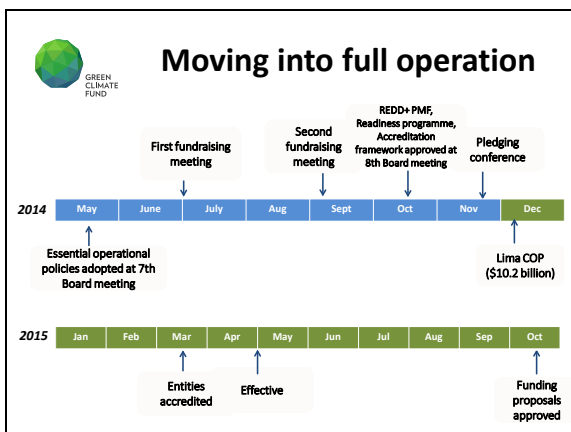 Moving into full operation
GREEN
CLIMATE
FUND
First fundraising
meeting
Second
fundraising
meeting
REDD+ PMF,
Readiness programme,
Accreditation
framework approved at
8th Board meeting
Pledging
conference
2014
May
June
July
Aug
Sept
Oct
Nov
Dec
Essential operational
policies adopted at 7th
Board meeting
Lima COP
($10.2 billion)
2015
Jan
Feb
Mar
Apr
May
Jun
Jul
Aug
Sep
Oct
Entities
accredited
Effective
Funding
proposals
approved